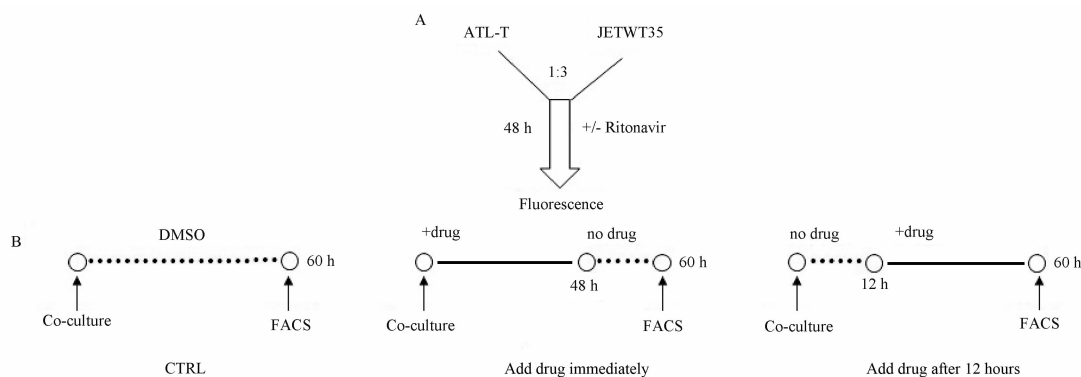 A
ATL-T
JETWT35
1:3
48 h
+/- Ritonavir
Fluorescence
B
DMSO
60 h
Co-culture
FACS
CTRL
+drug
no drug
48 h
60 h
Co-culture
FACS
Add drug immediately
no drug
+drug
12 h
60 h
Co-culture
FACS
Add drug after 12 hours